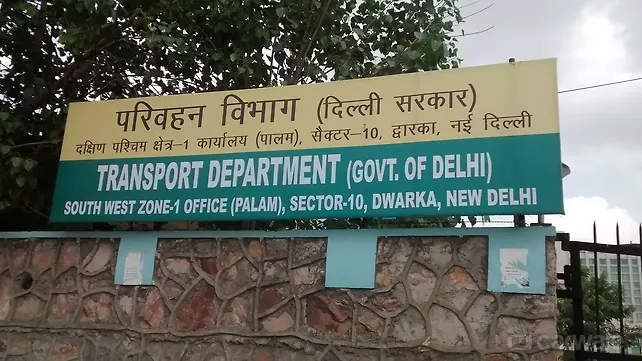 परिवहन विभाग (दिल्ली सरकार)
दक्षिण पश्चिम क्षेत्र-1 कार्यालय (पालम), सैक्टर-10, द्वारका, नई दिल्ली
TRANSPORT DEPARTMENT (GOVT. OF DELHI)
SOUTH WEST ZONE-1 OFFICE (PALAM), SECTOR-10, DWARKA, NEW DELHI